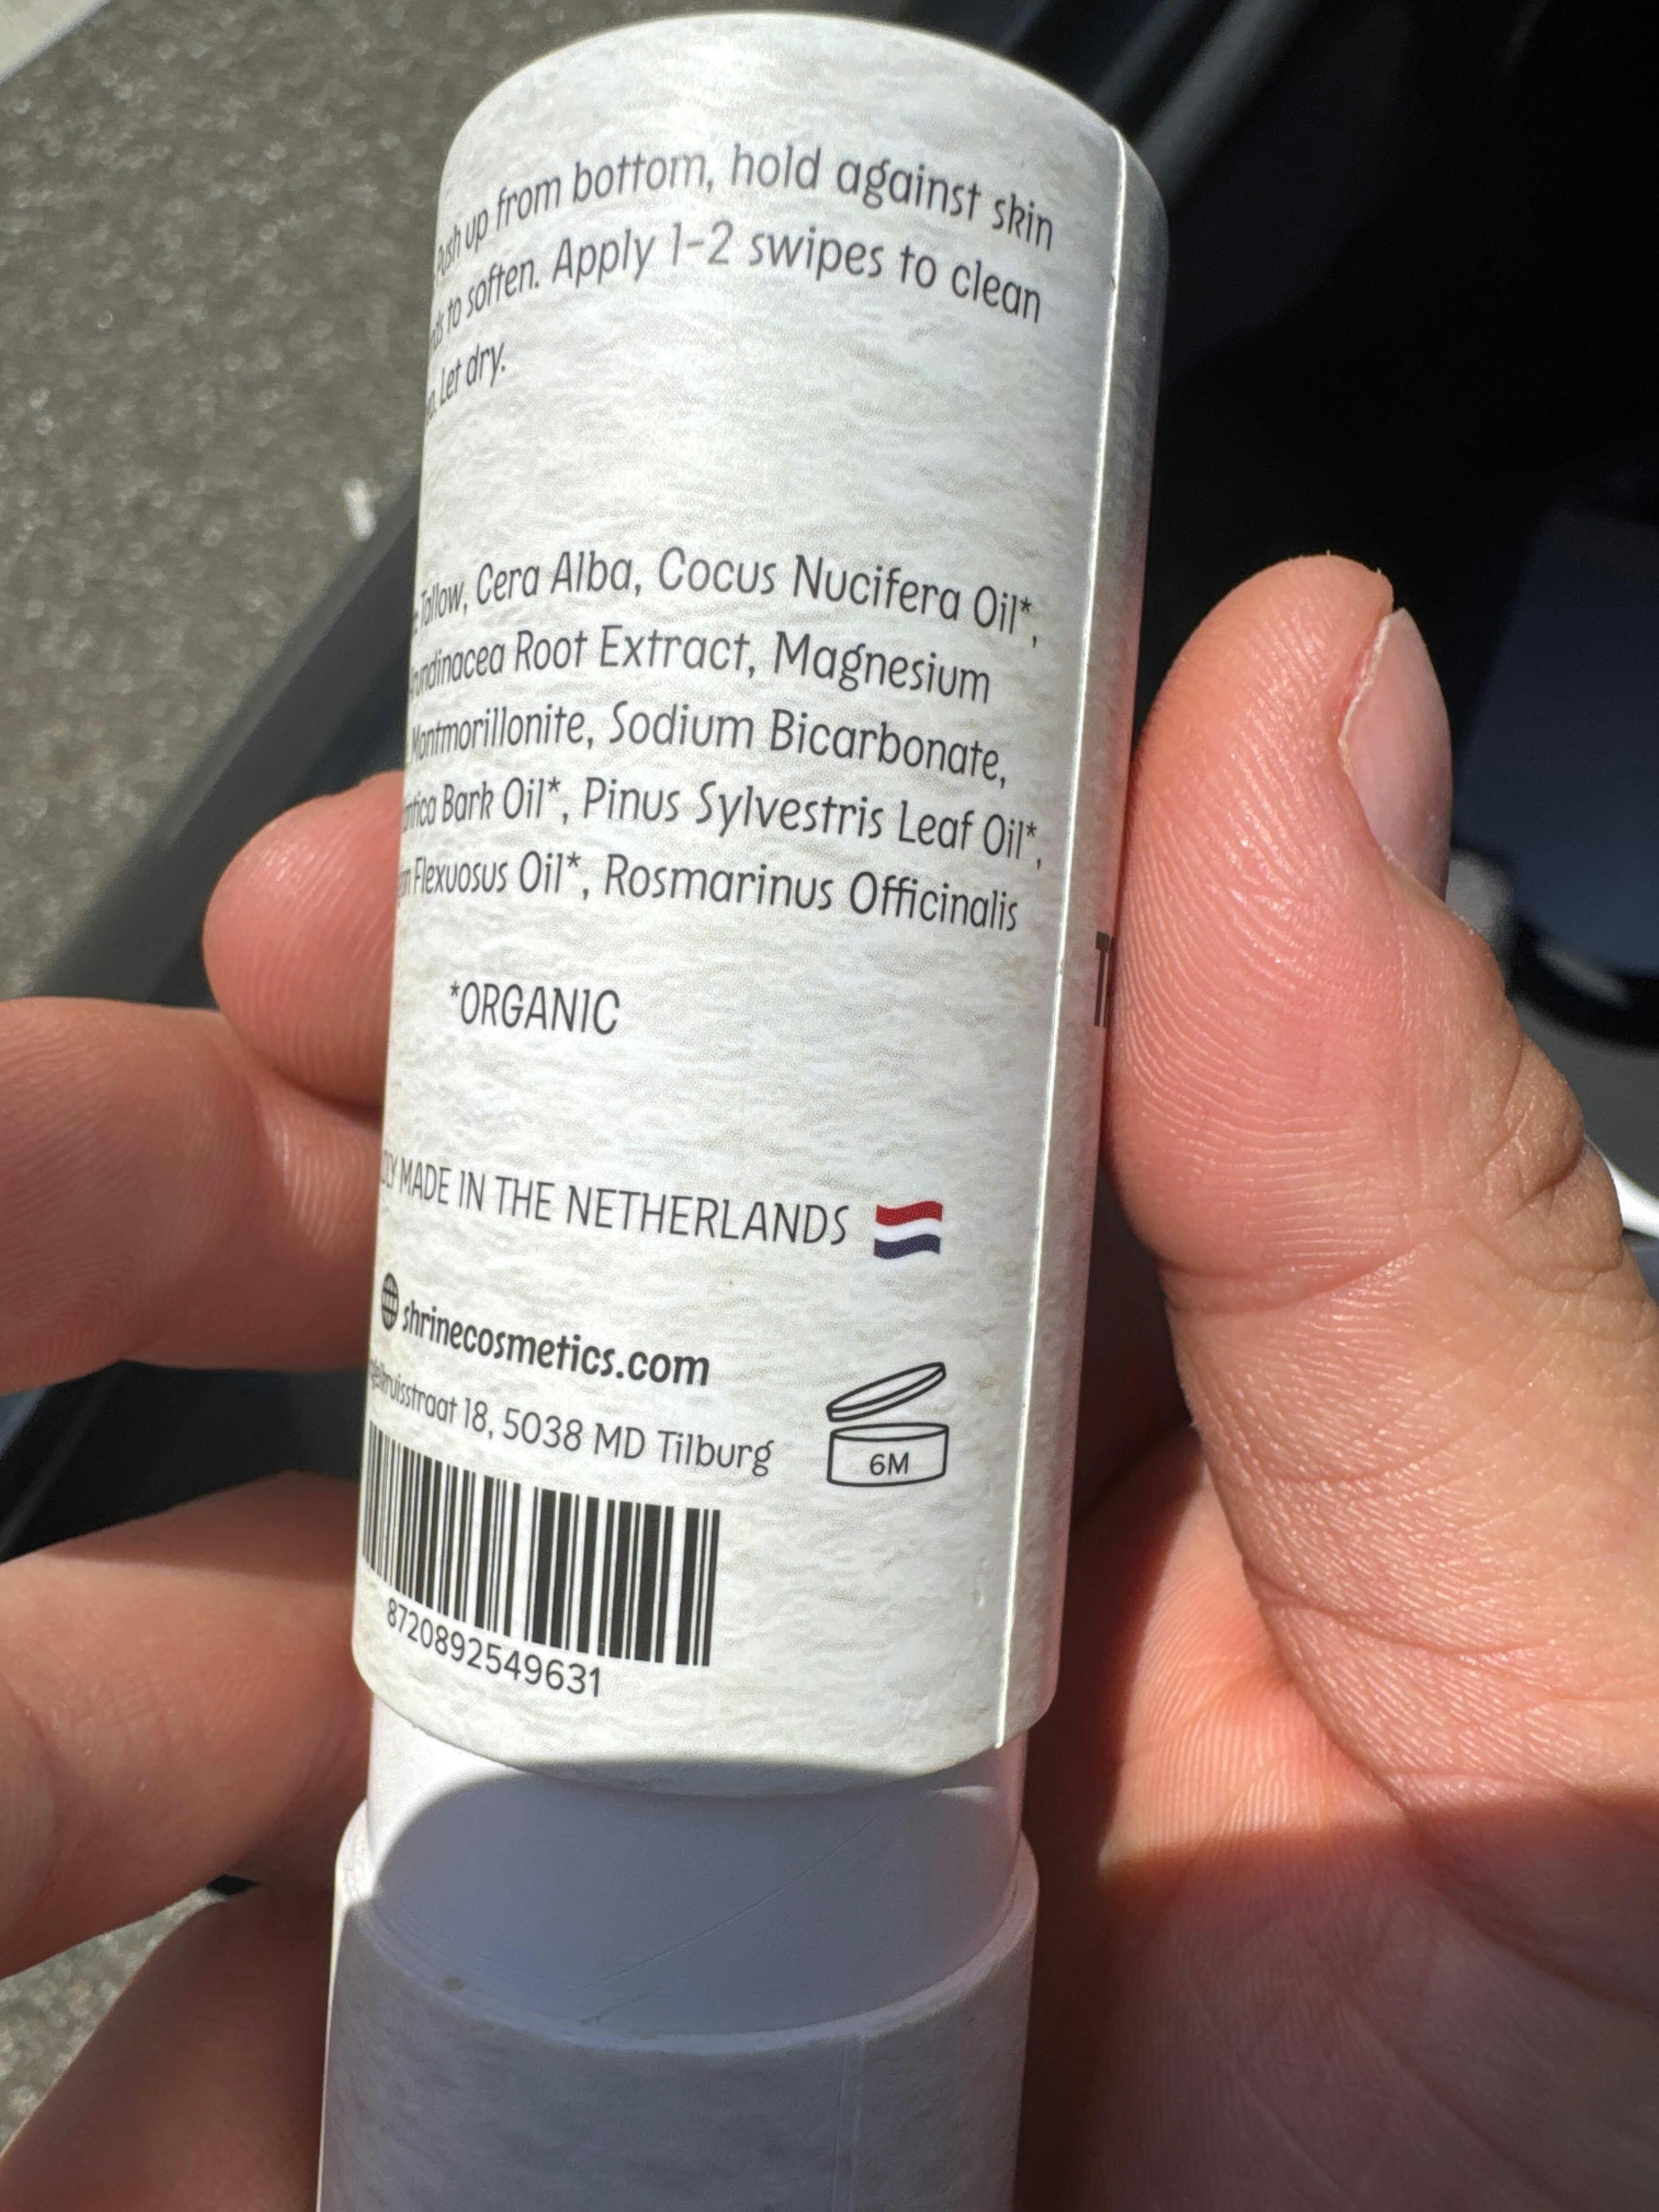 Push up from bottom, hold against skin
to soften. Apply 1-2 swipes to clean
Let dry.
Tallow, Cera Alba, Cocus Nucifera Oil*,
Root Extract, Magnesium
Montmorillonite, Sodium Bicarbonate,
Bark Oil*, Pinus Sylvestris Leaf Oil*,
Flexuosus Oil*, Rosmarinus Officinalis
*ORGANIC
MADE IN THE NETHERLANDS
shrinecosmetics.com
18, 5038 MD Tilburg
6M
8720892549631